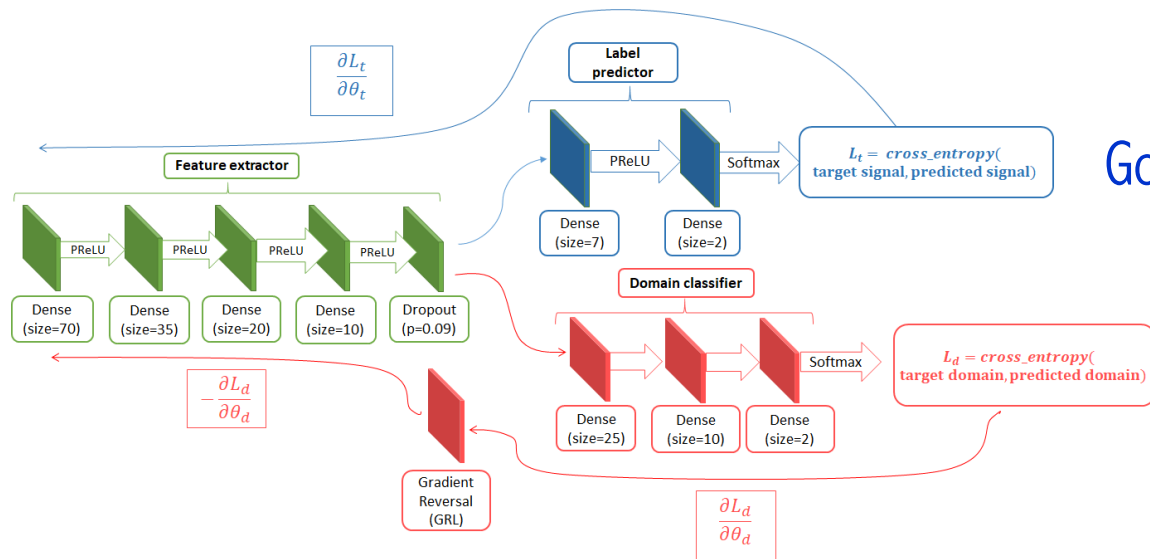 ∂L_t
∂θ_t
Label
predictor
PReLU
Softmax
L_t = cross_entropy(
target signal, predicted signal)
Dense
(size=7)
Dense
(size=2)
Feature extractor
PReLU
PReLU
PReLU
PReLU
Dense
(size=70)
Dense
(size=35)
Dense
(size=20)
Dense
(size=10)
Dropout
(p=0.09)
Domain classifier
Softmax
L_d = cross_entropy(
target domain, predicted domain)
Dense
(size=25)
Dense
(size=10)
Dense
(size=2)
− ∂L_d
∂θ_d
Gradient
Reversal
(GRL)
∂L_d
∂θ_d